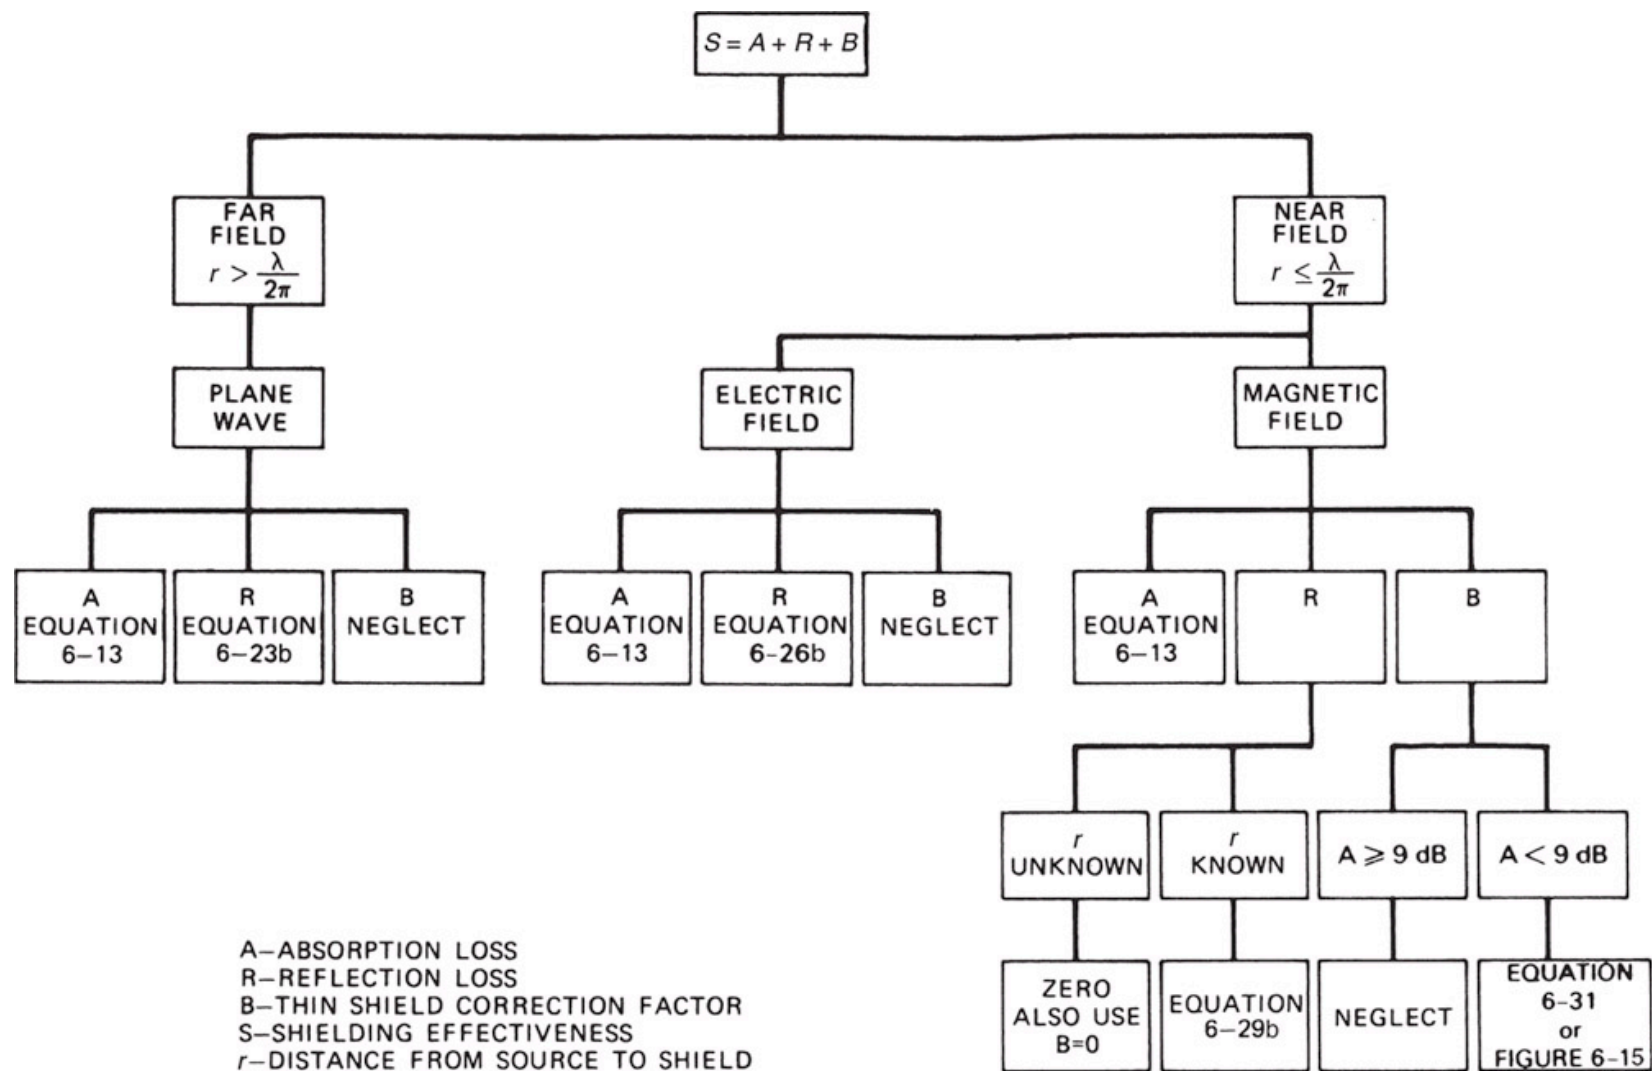 S = A + R + B
FAR
FIELD
r > λ/2π
NEAR
FIELD
r ≤ λ/2π
PLANE
WAVE
ELECTRIC
FIELD
MAGNETIC
FIELD
A
EQUATION
6–13
R
EQUATION
6–23b
B
NEGLECT
A
EQUATION
6–13
R
EQUATION
6-26b
B
NEGLECT
A
EQUATION
6–13
R
B
r
UNKNOWN
r
KNOWN
A ⩾ 9 dB
A < 9 dB
ZERO
ALSO USE
B=0
EQUATION
6–29b
NEGLECT
EQUATION
6-31
or
FIGURE 6-15
A–ABSORPTION LOSS
R–REFLECTION LOSS
B–THIN SHIELD CORRECTION FACTOR
S–SHIELDING EFFECTIVENESS
r–DISTANCE FROM SOURCE TO SHIELD